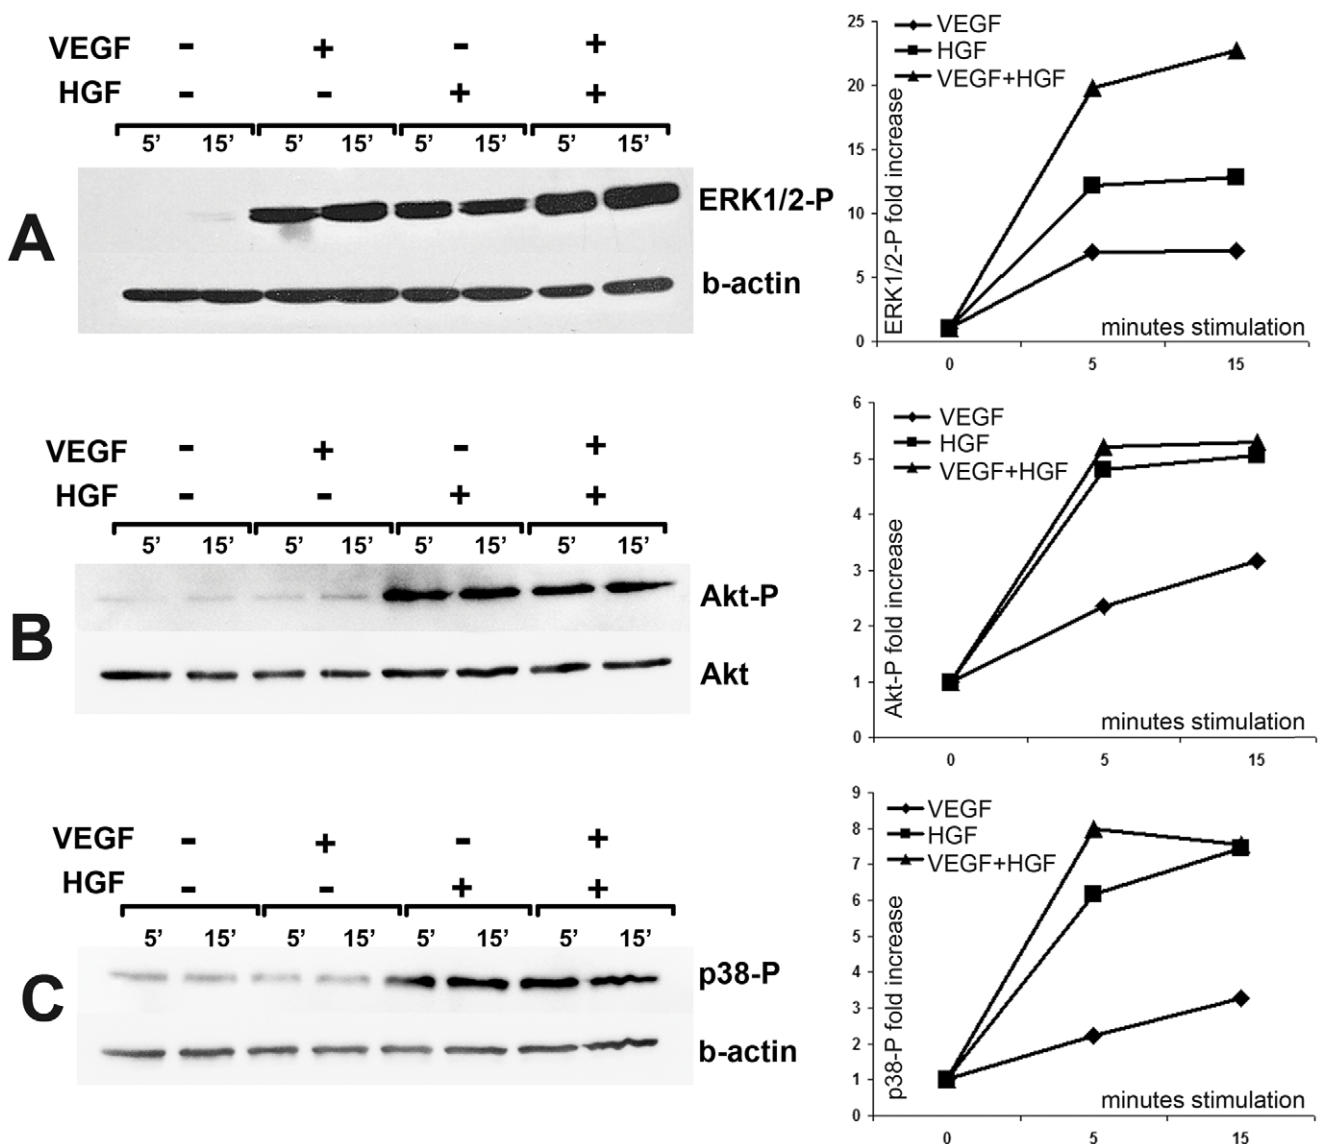 VEGF - + - +
HGF - - + +
5' 15' 5' 15' 5' 15' 5' 15'
A
ERK1/2-P
b-actin
VEGF
HGF
VEGF+HGF
ERK1/2-P fold increase
25
20
15
10
5
0
minutes stimulation
0 5 15
VEGF - + - +
HGF - - + +
5' 15' 5' 15' 5' 15' 5' 15'
B
Akt-P
Akt
VEGF
HGF
VEGF+HGF
Akt-P fold increase
6
5
4
3
2
1
0
minutes stimulation
0 5 15
VEGF - + - +
HGF - - + +
5' 15' 5' 15' 5' 15' 5' 15'
C
p38-P
b-actin
VEGF
HGF
VEGF+HGF
p38-P fold increase
9
8
7
6
5
4
3
2
1
0
minutes stimulation
0 5 15